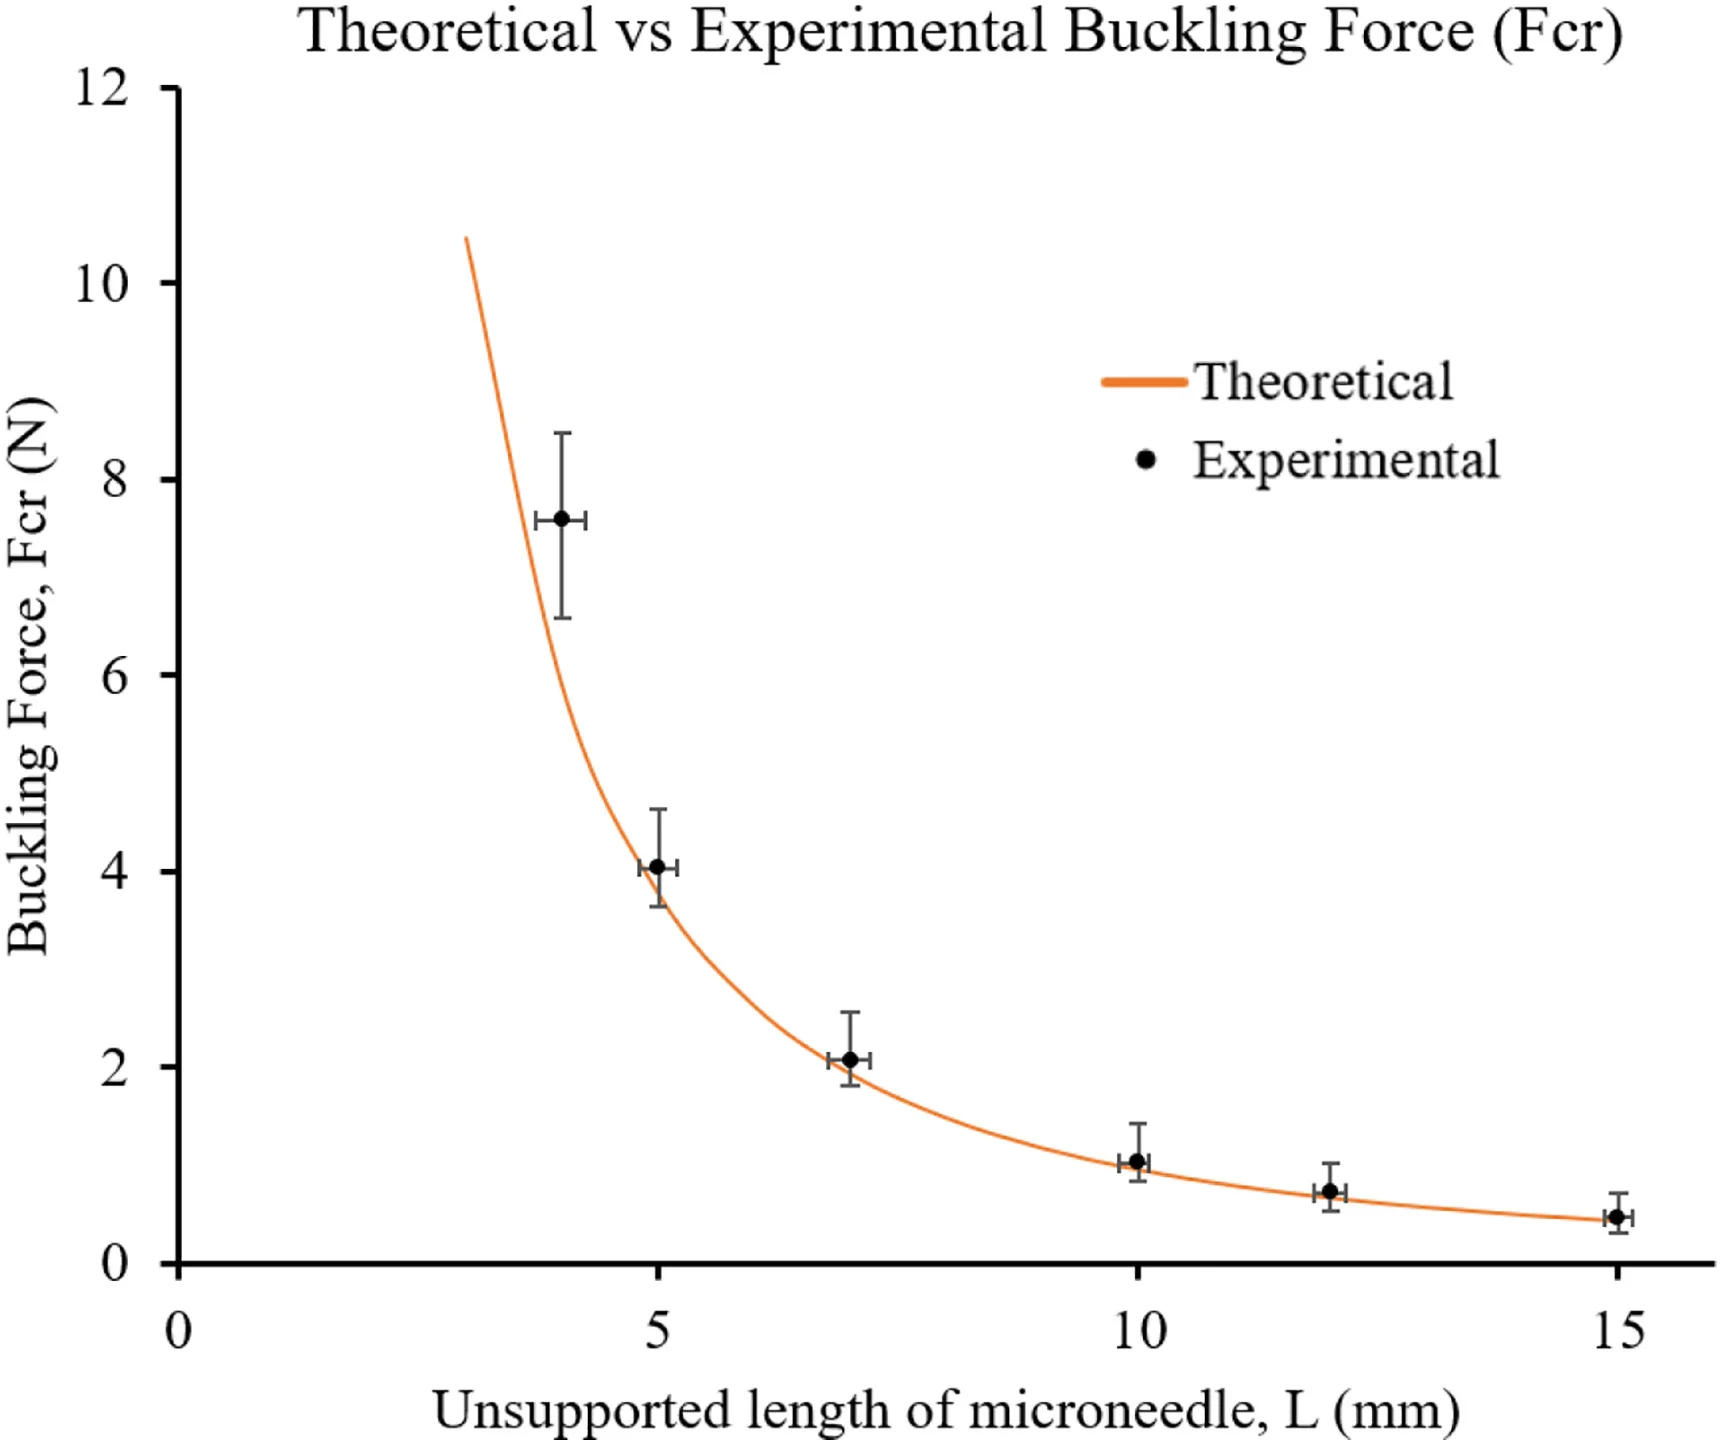 Theoretical vs Experimental Buckling Force (Fcr)
12
10
8
6
4
2
0
Buckling Force, Fcr (N)
Theoretical
Experimental
0 5 10 15
Unsupported length of microneedle, L (mm)